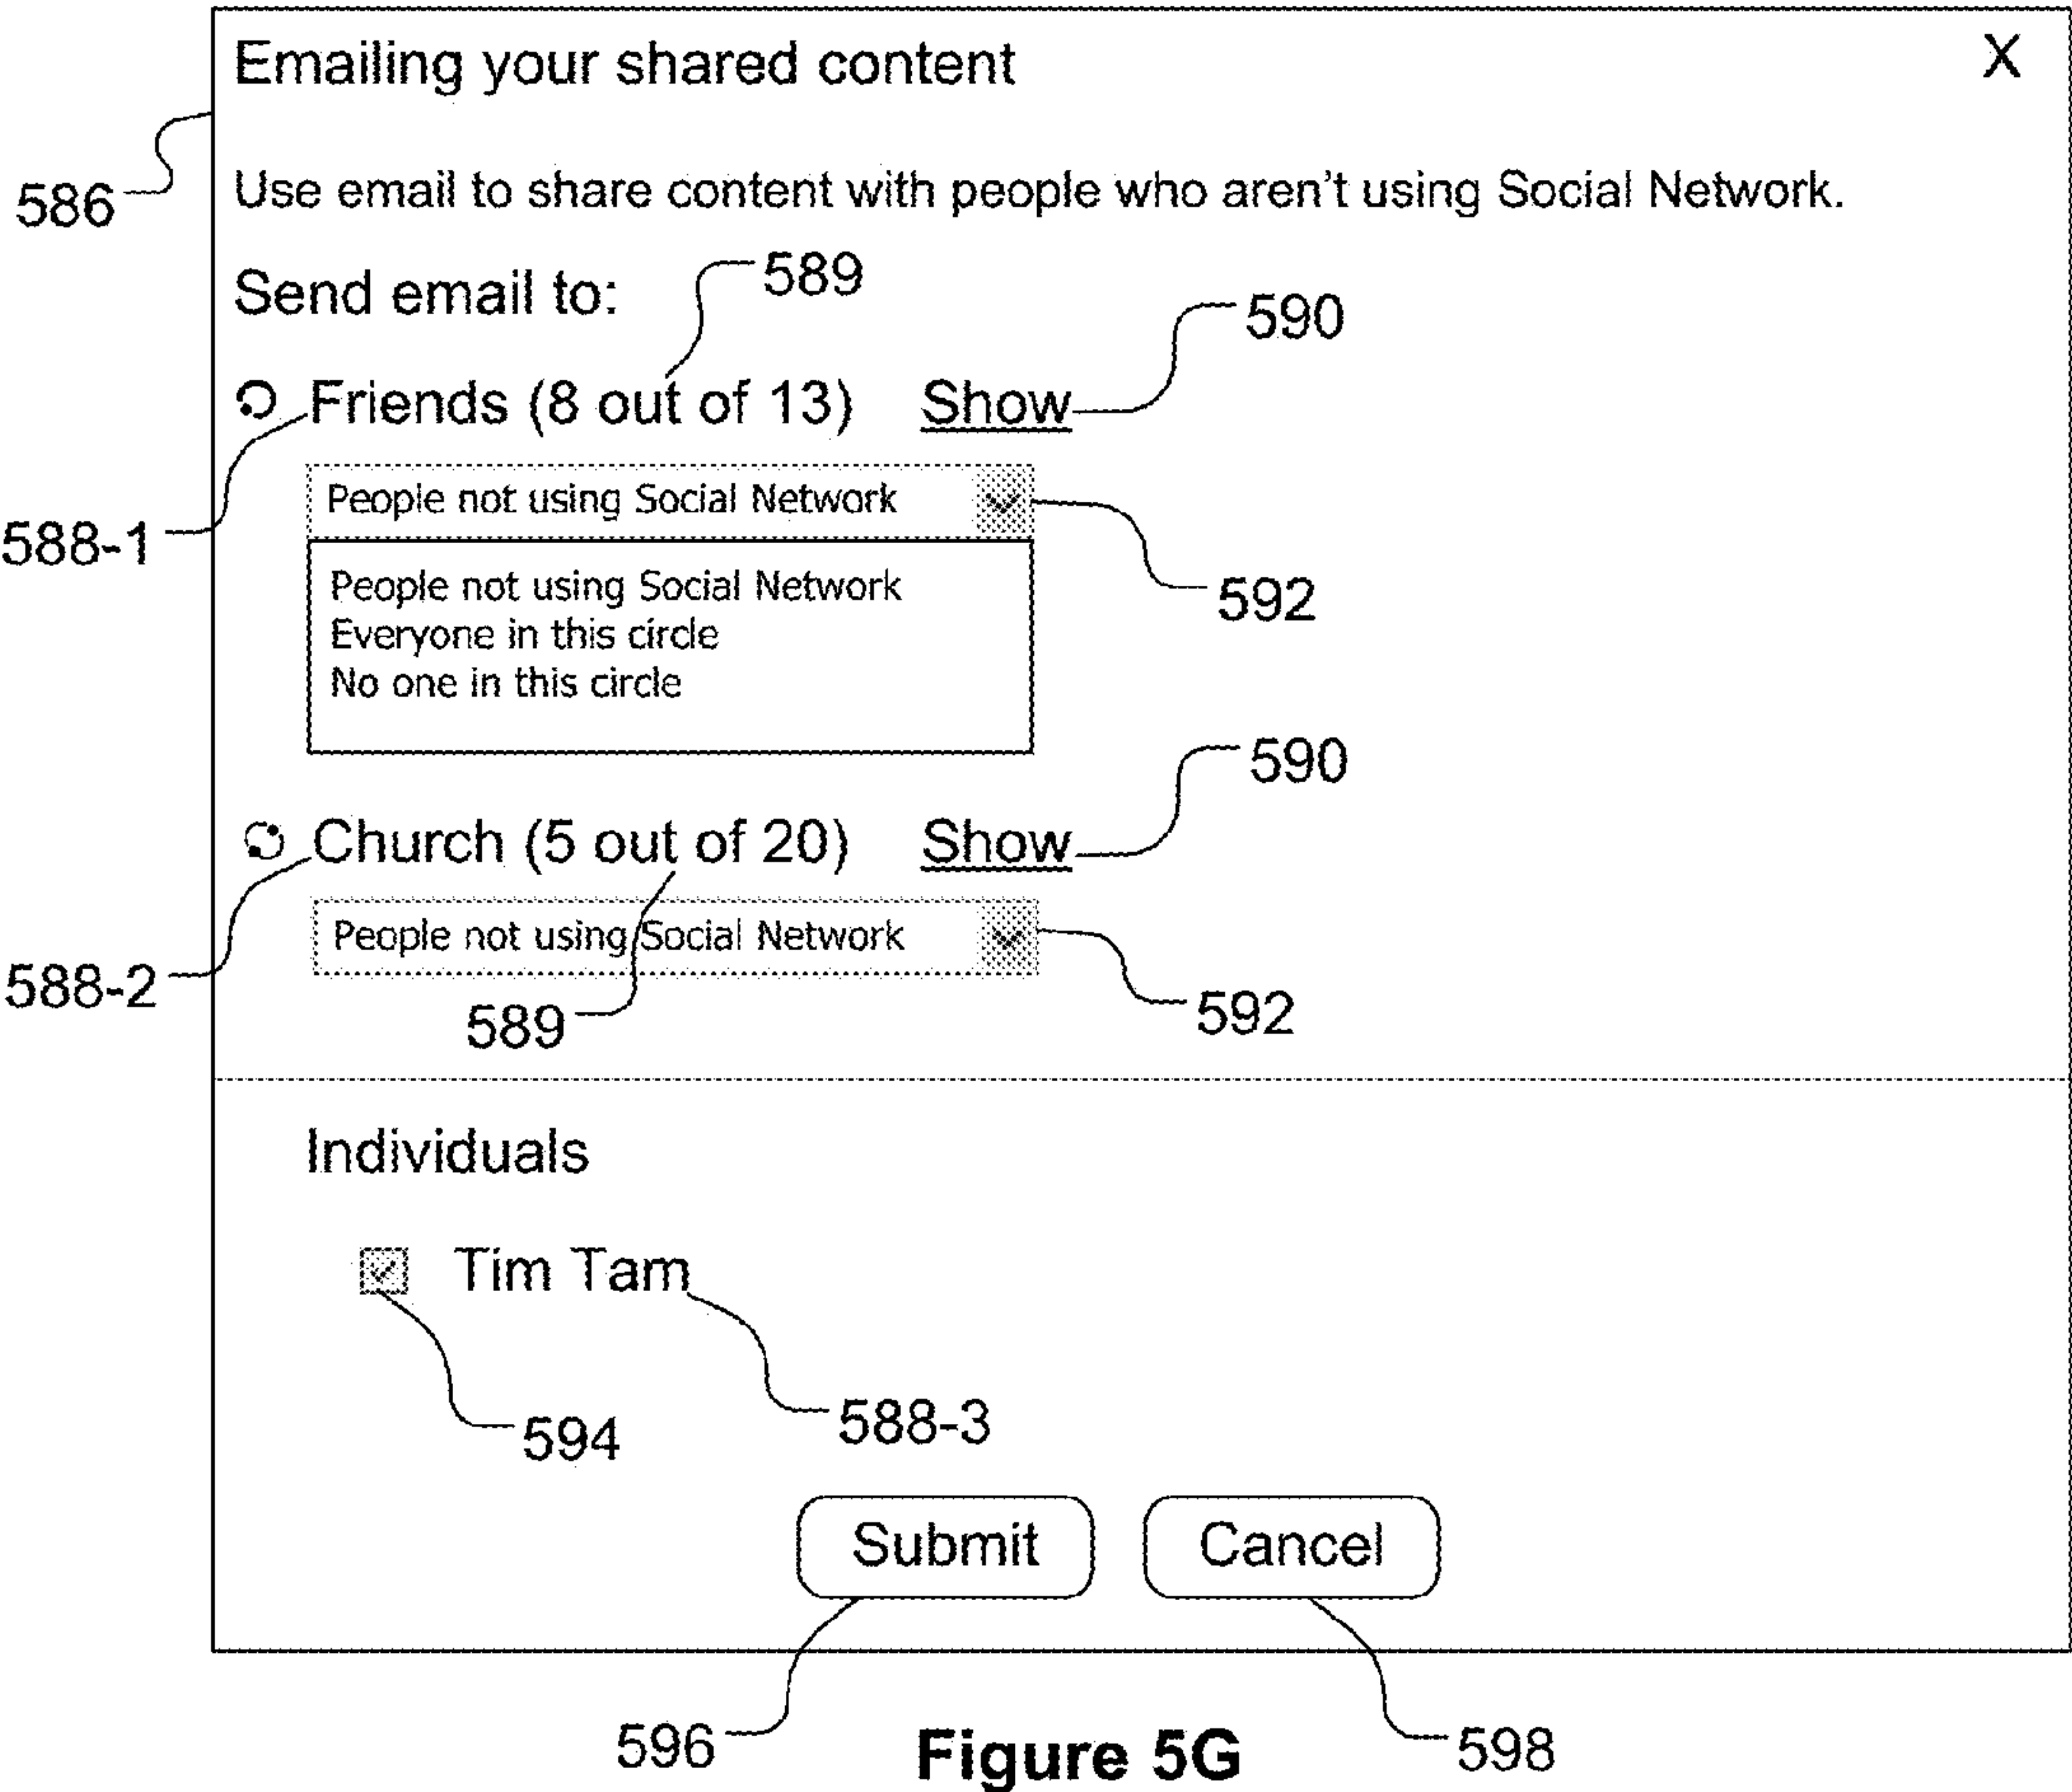 Emailing your shared content X
586
Use email to share content with people who aren't using Social Network.
Send email to:
589
590
Friends (8 out of 13) Show
588-1
People not using Social Network
People not using Social Network
Everyone in this circle
No one in this circle
592
590
Church (5 out of 20) Show
588-2
People not using Social Network
589
592
Individuals
Tim Tam
594
588-3
Submit Cancel
596
Figure 5G
598